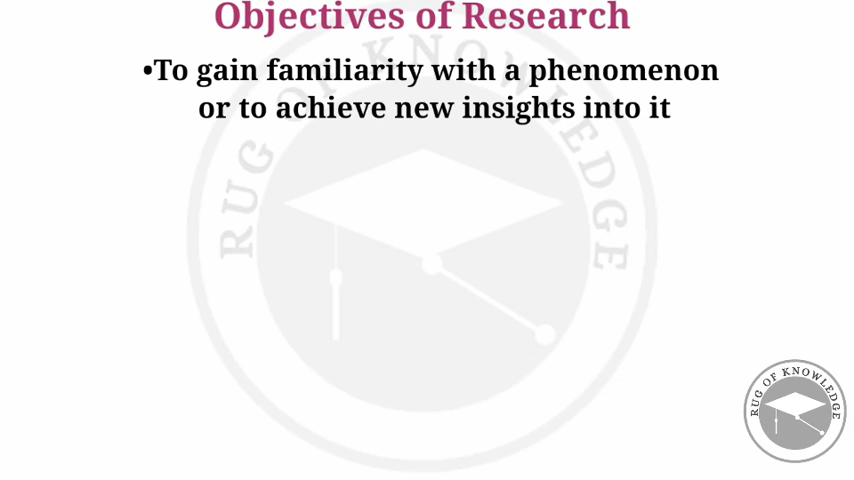 Objectives of Research
•To gain familiarity with a phenomenon
or to achieve new insights into it
RUG OF KNOWLEDGE
RUG OF KNOWLEDGE